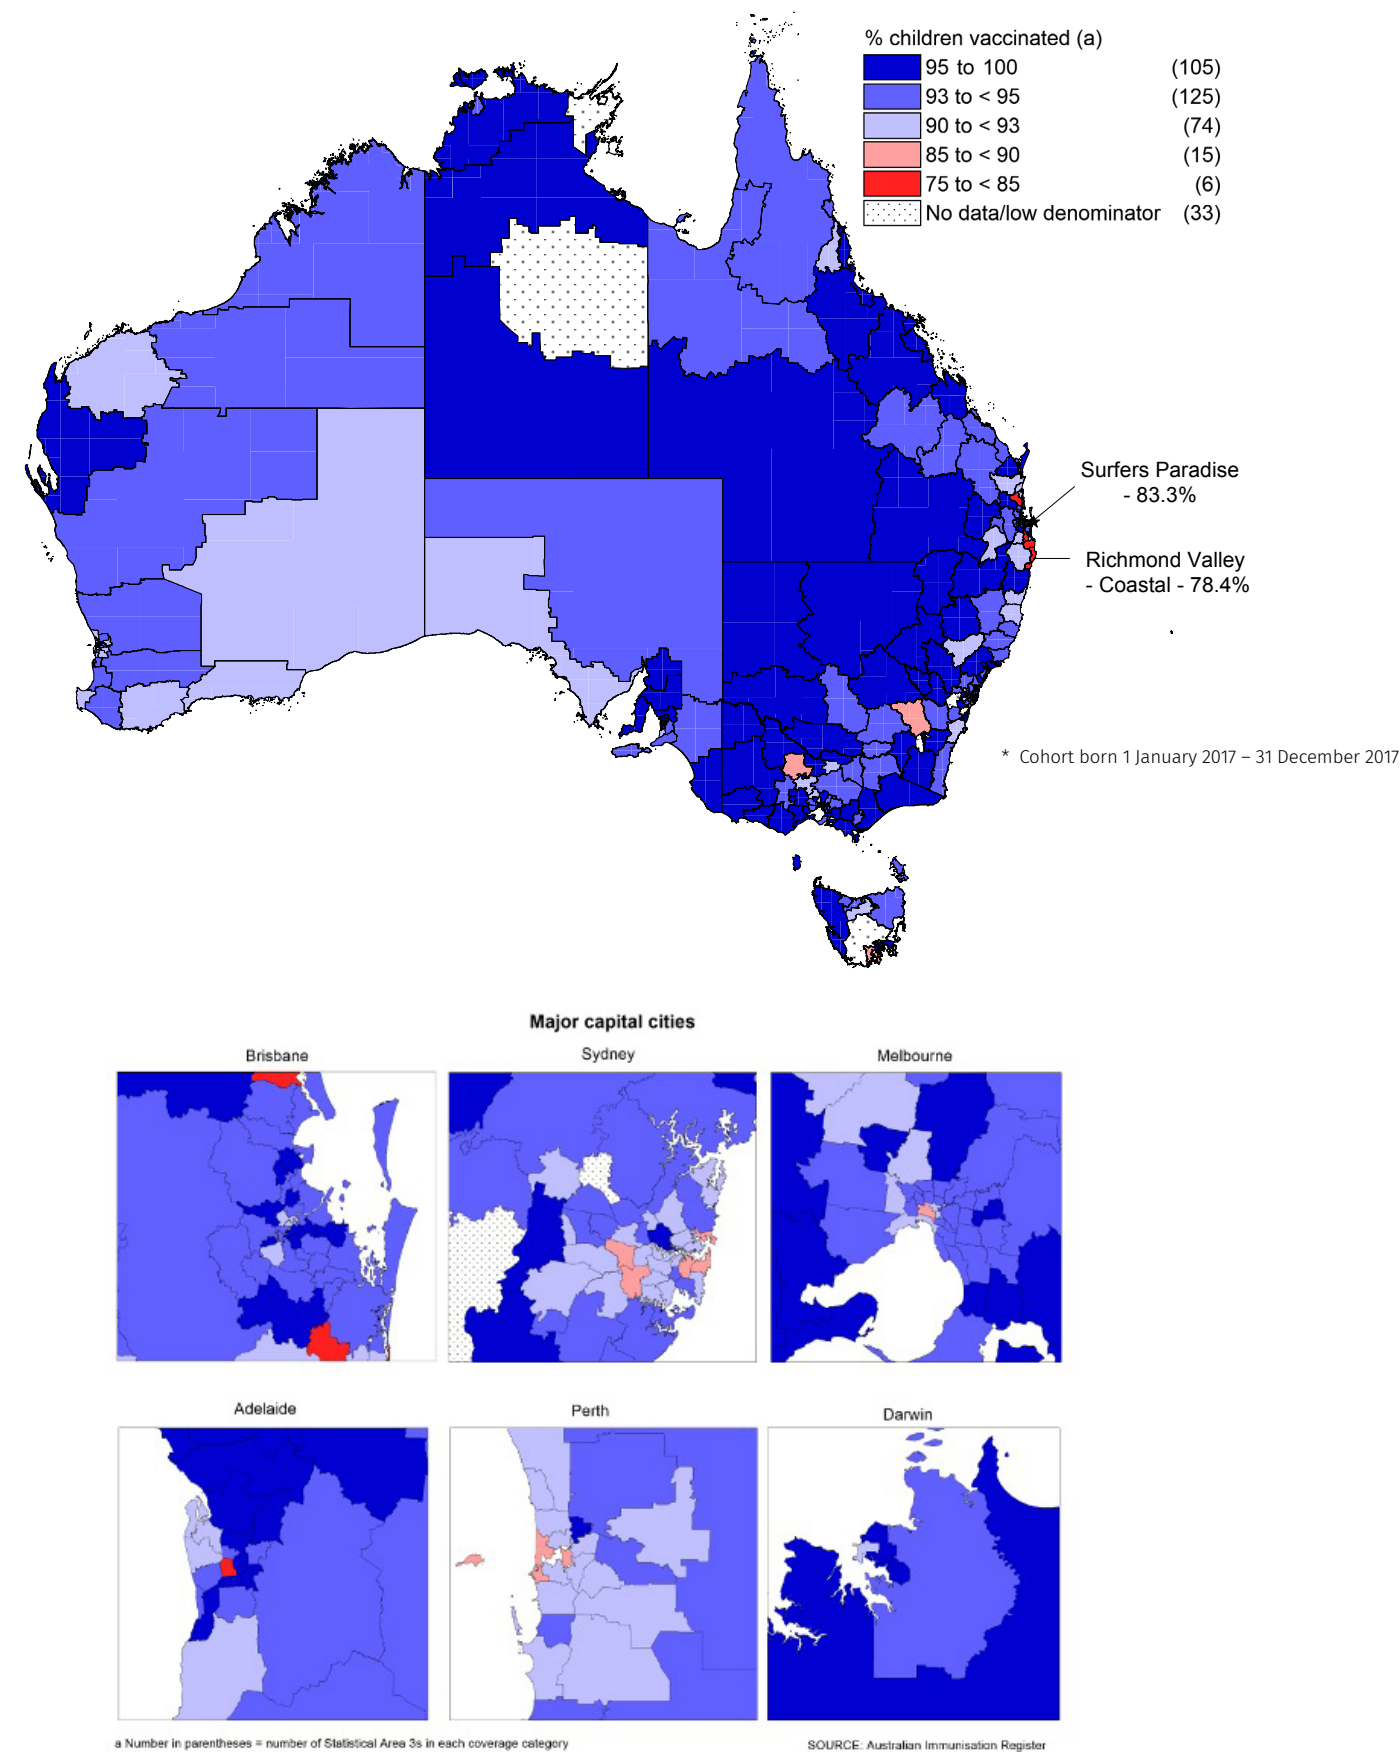 % children vaccinated (a)
95 to 100 (105)
93 to < 95 (125)
90 to < 93 (74)
85 to < 90 (15)
75 to < 85 (6)
No data/low denominator (33)
Surfers Paradise
- 83.3%
Richmond Valley
- Coastal - 78.4%
* Cohort born 1 January 2017 – 31 December 2017
Major capital cities
Brisbane
Sydney
Melbourne
Adelaide
Perth
Darwin
a Number in parentheses = number of Statistical Area 3s in each coverage category
SOURCE: Australian Immunisation Register